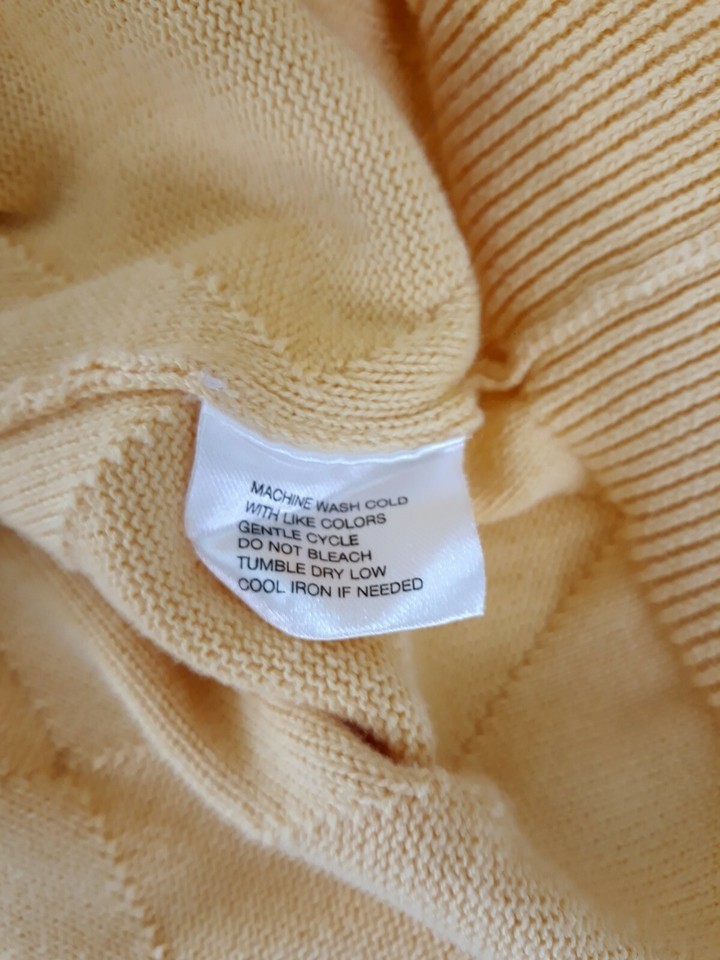 MACHINE WASH COLD
WITH LIKE COLORS
GENTLE CYCLE
DO NOT BLEACH
TUMBLE DRY LOW
COOL IRON IF NEEDED